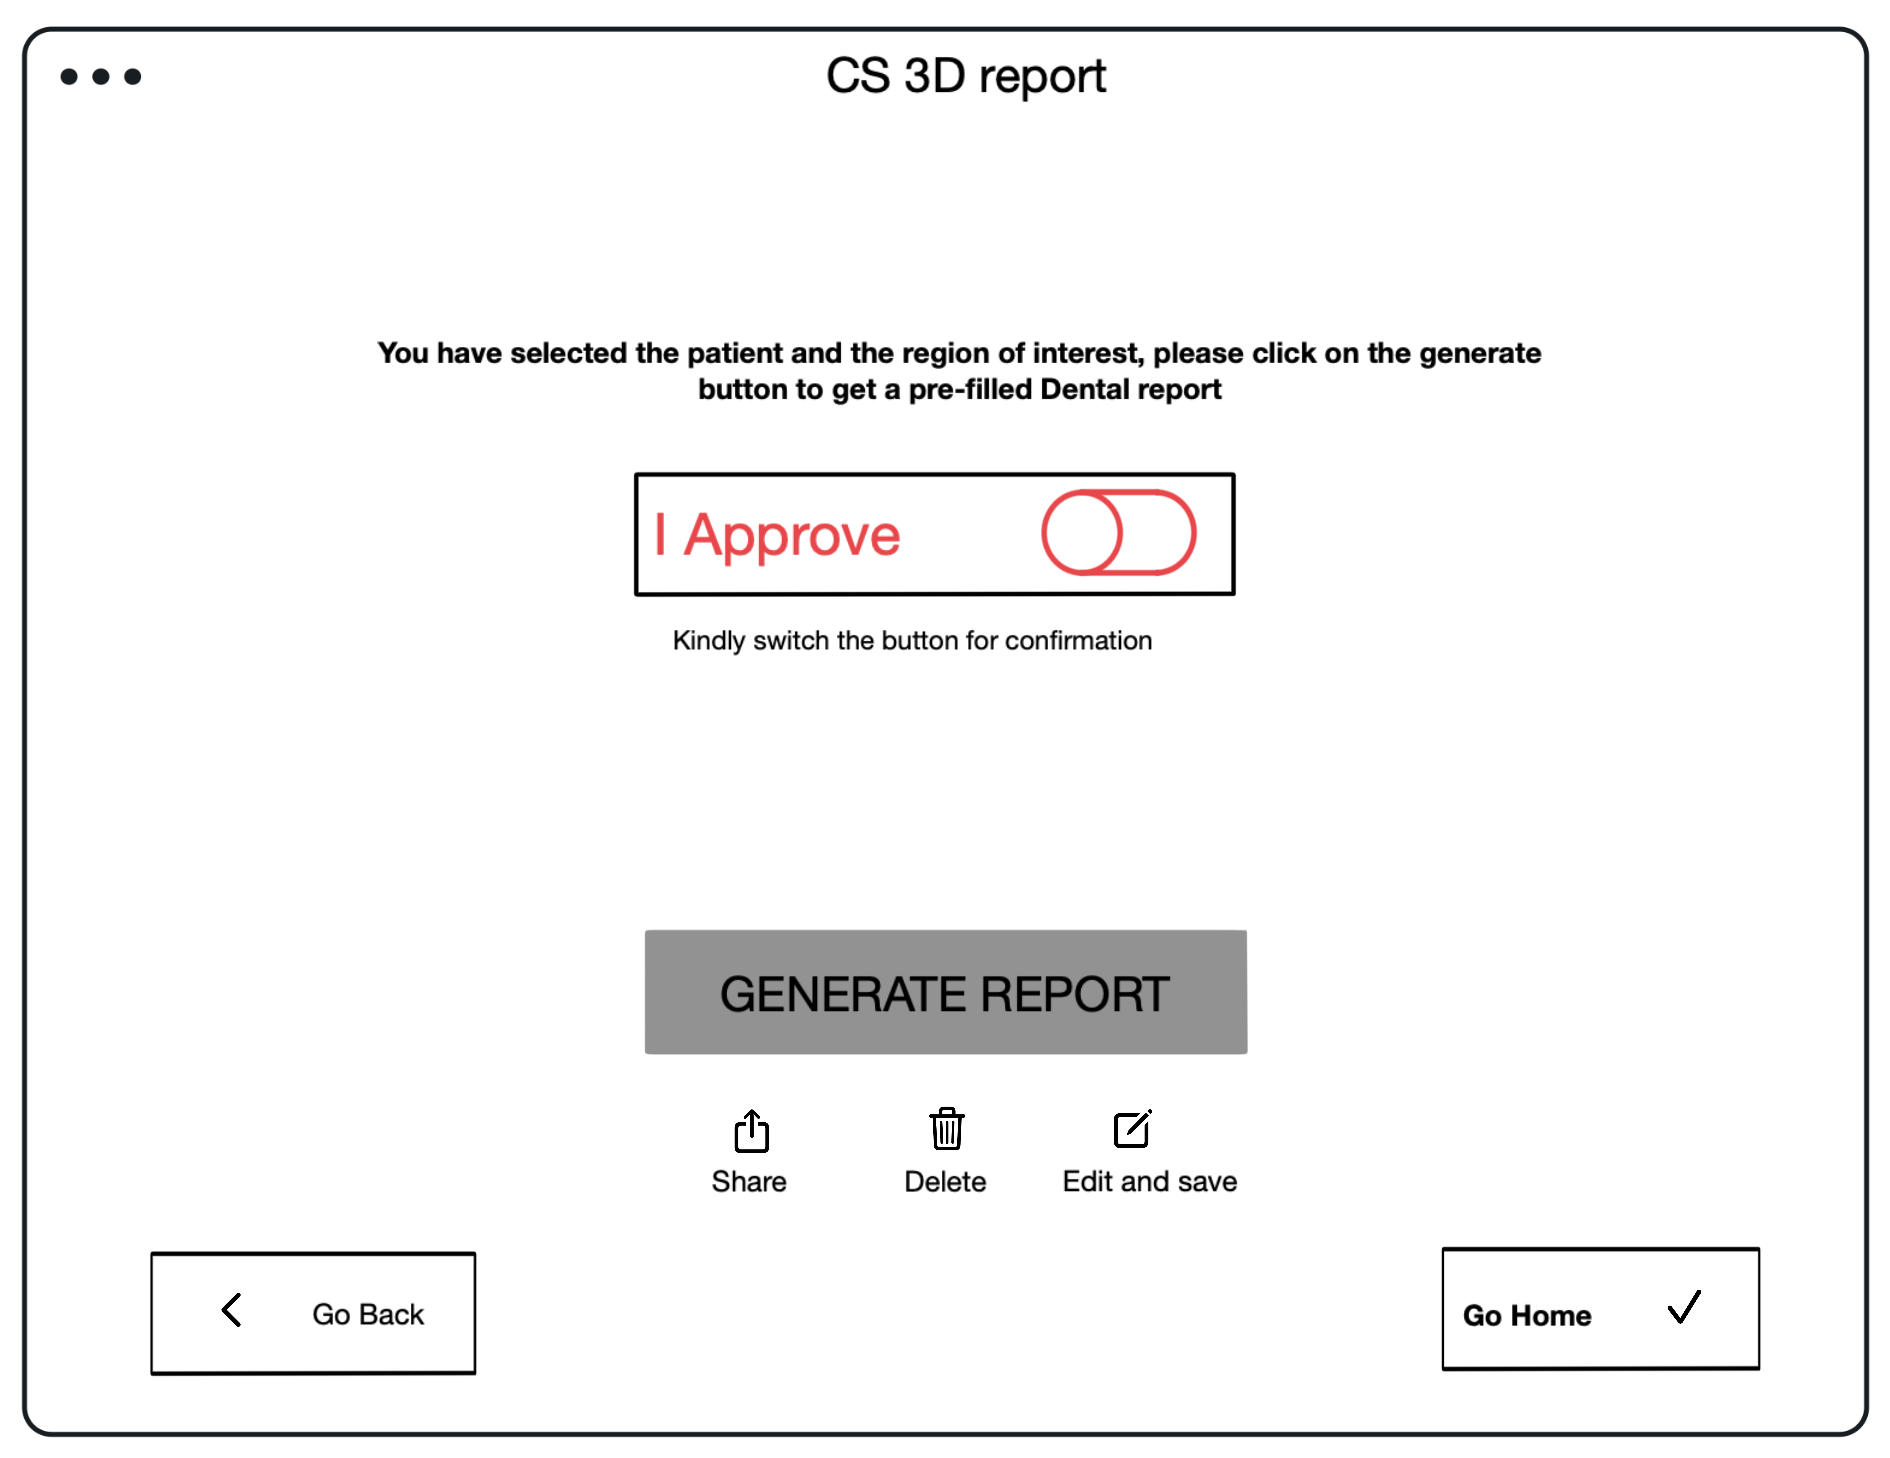 CS 3D report
You have selected the patient and the region of interest, please click on the generate
button to get a pre-filled Dental report
I Approve
Kindly switch the button for confirmation
GENERATE REPORT
Share Delete Edit and save
Go Back
Go Home